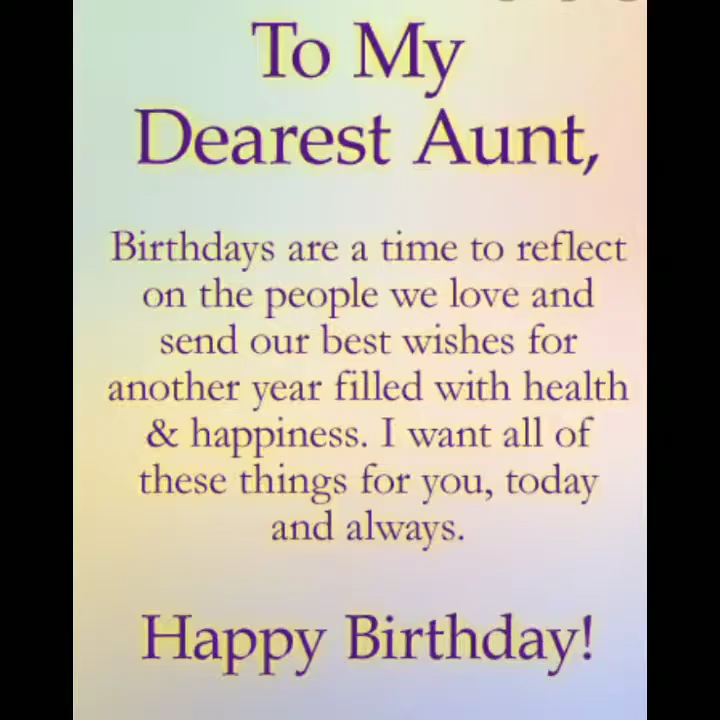 To My
Dearest Aunt,
Birthdays are a time to reflect
on the people we love and
send our best wishes for
another year filled with health
& happiness. I want all of
these things for you, today
and always.
Happy Birthday!